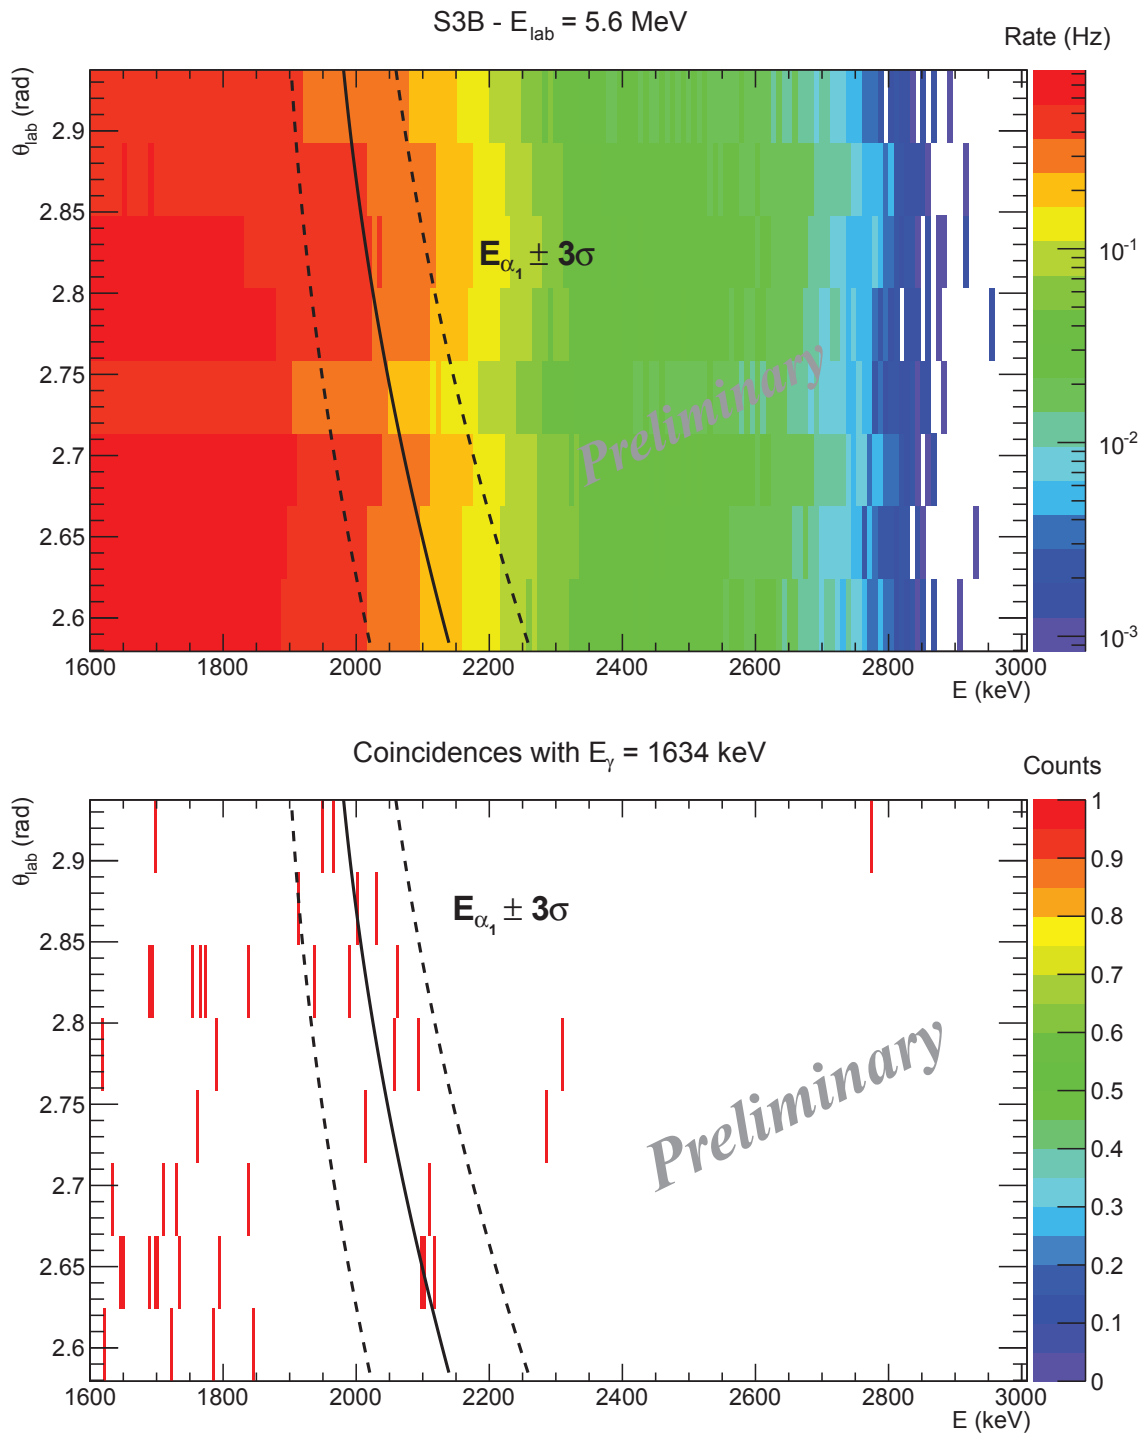 S3B - E_lab = 5.6 MeV
Rate (Hz)
θ_lab (rad)
2.9
2.85
2.8
2.75
2.7
2.65
2.6
E_α₁ ± 3σ
Preliminary
10⁻¹
10⁻²
10⁻³
1600 1800 2000 2200 2400 2600 2800 3000
E (keV)
Coincidences with E_γ = 1634 keV
Counts
θ_lab (rad)
2.9
2.85
2.8
2.75
2.7
2.65
2.6
E_α₁ ± 3σ
Preliminary
1
0.9
0.8
0.7
0.6
0.5
0.4
0.3
0.2
0.1
0
1600 1800 2000 2200 2400 2600 2800 3000
E (keV)